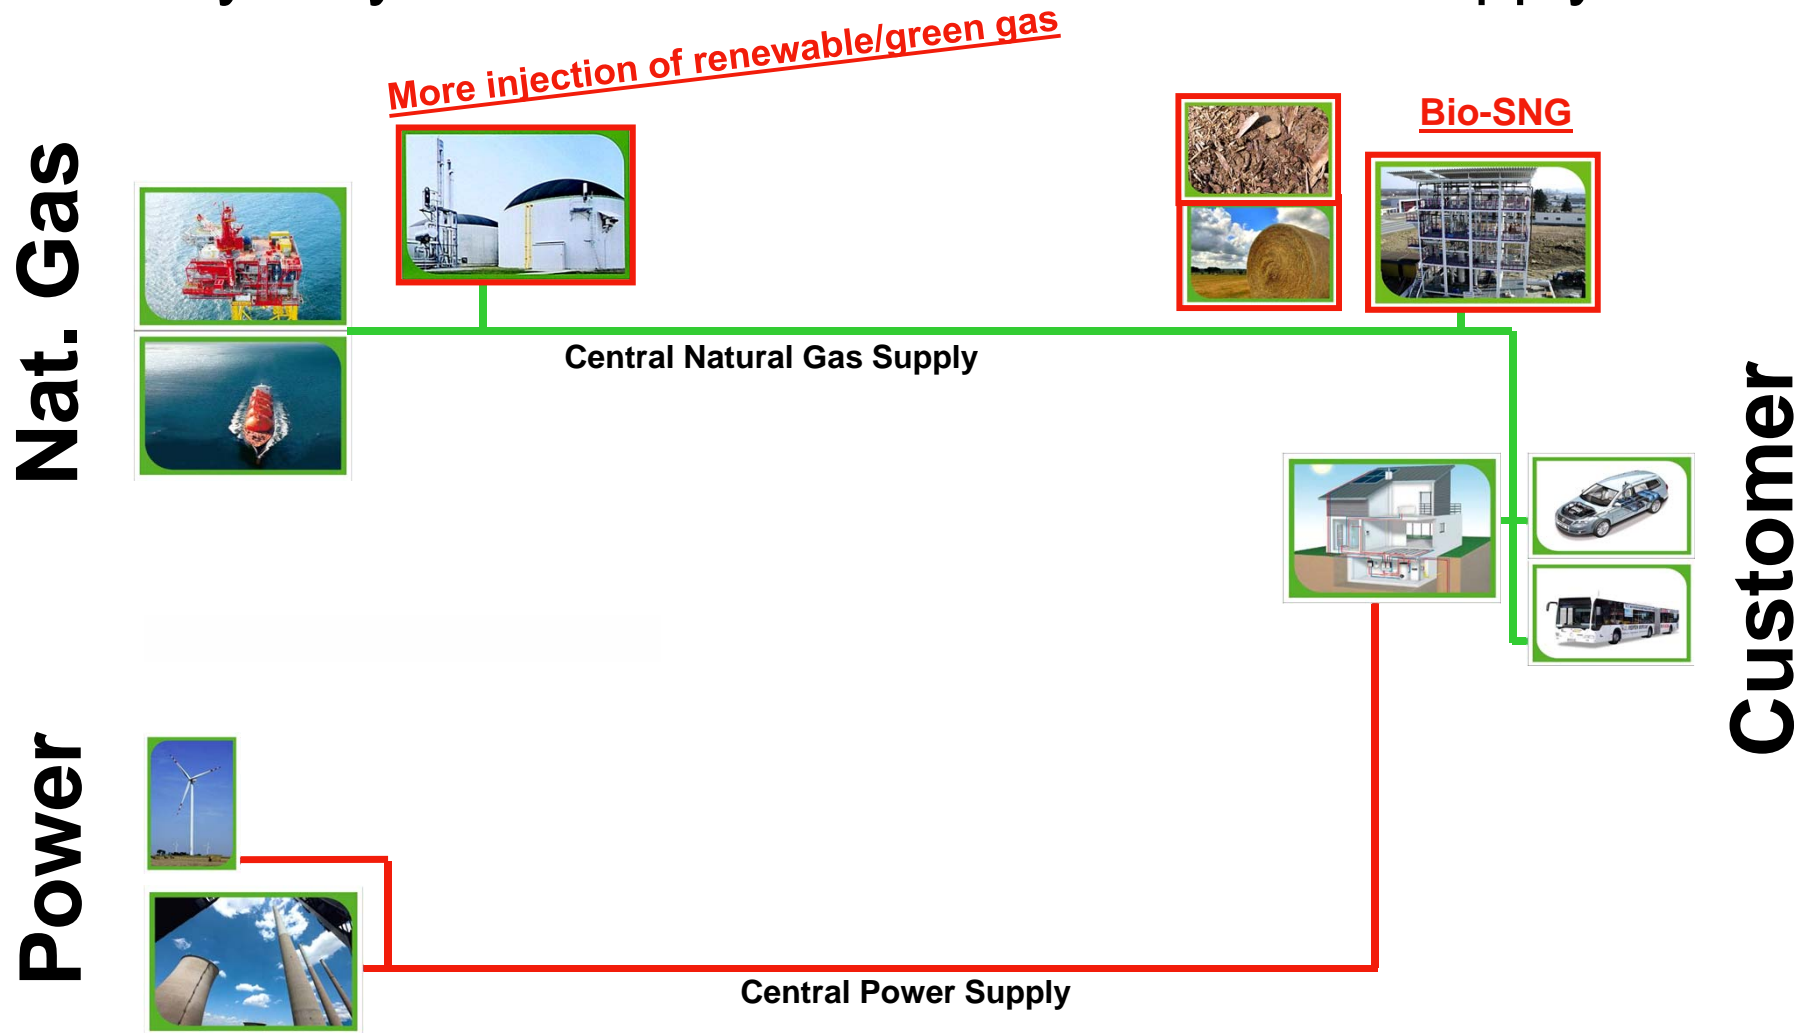 More injection of renewable/green gas
Bio-SNG
Nat. Gas
Central Natural Gas Supply
Customer
Power
Central Power Supply